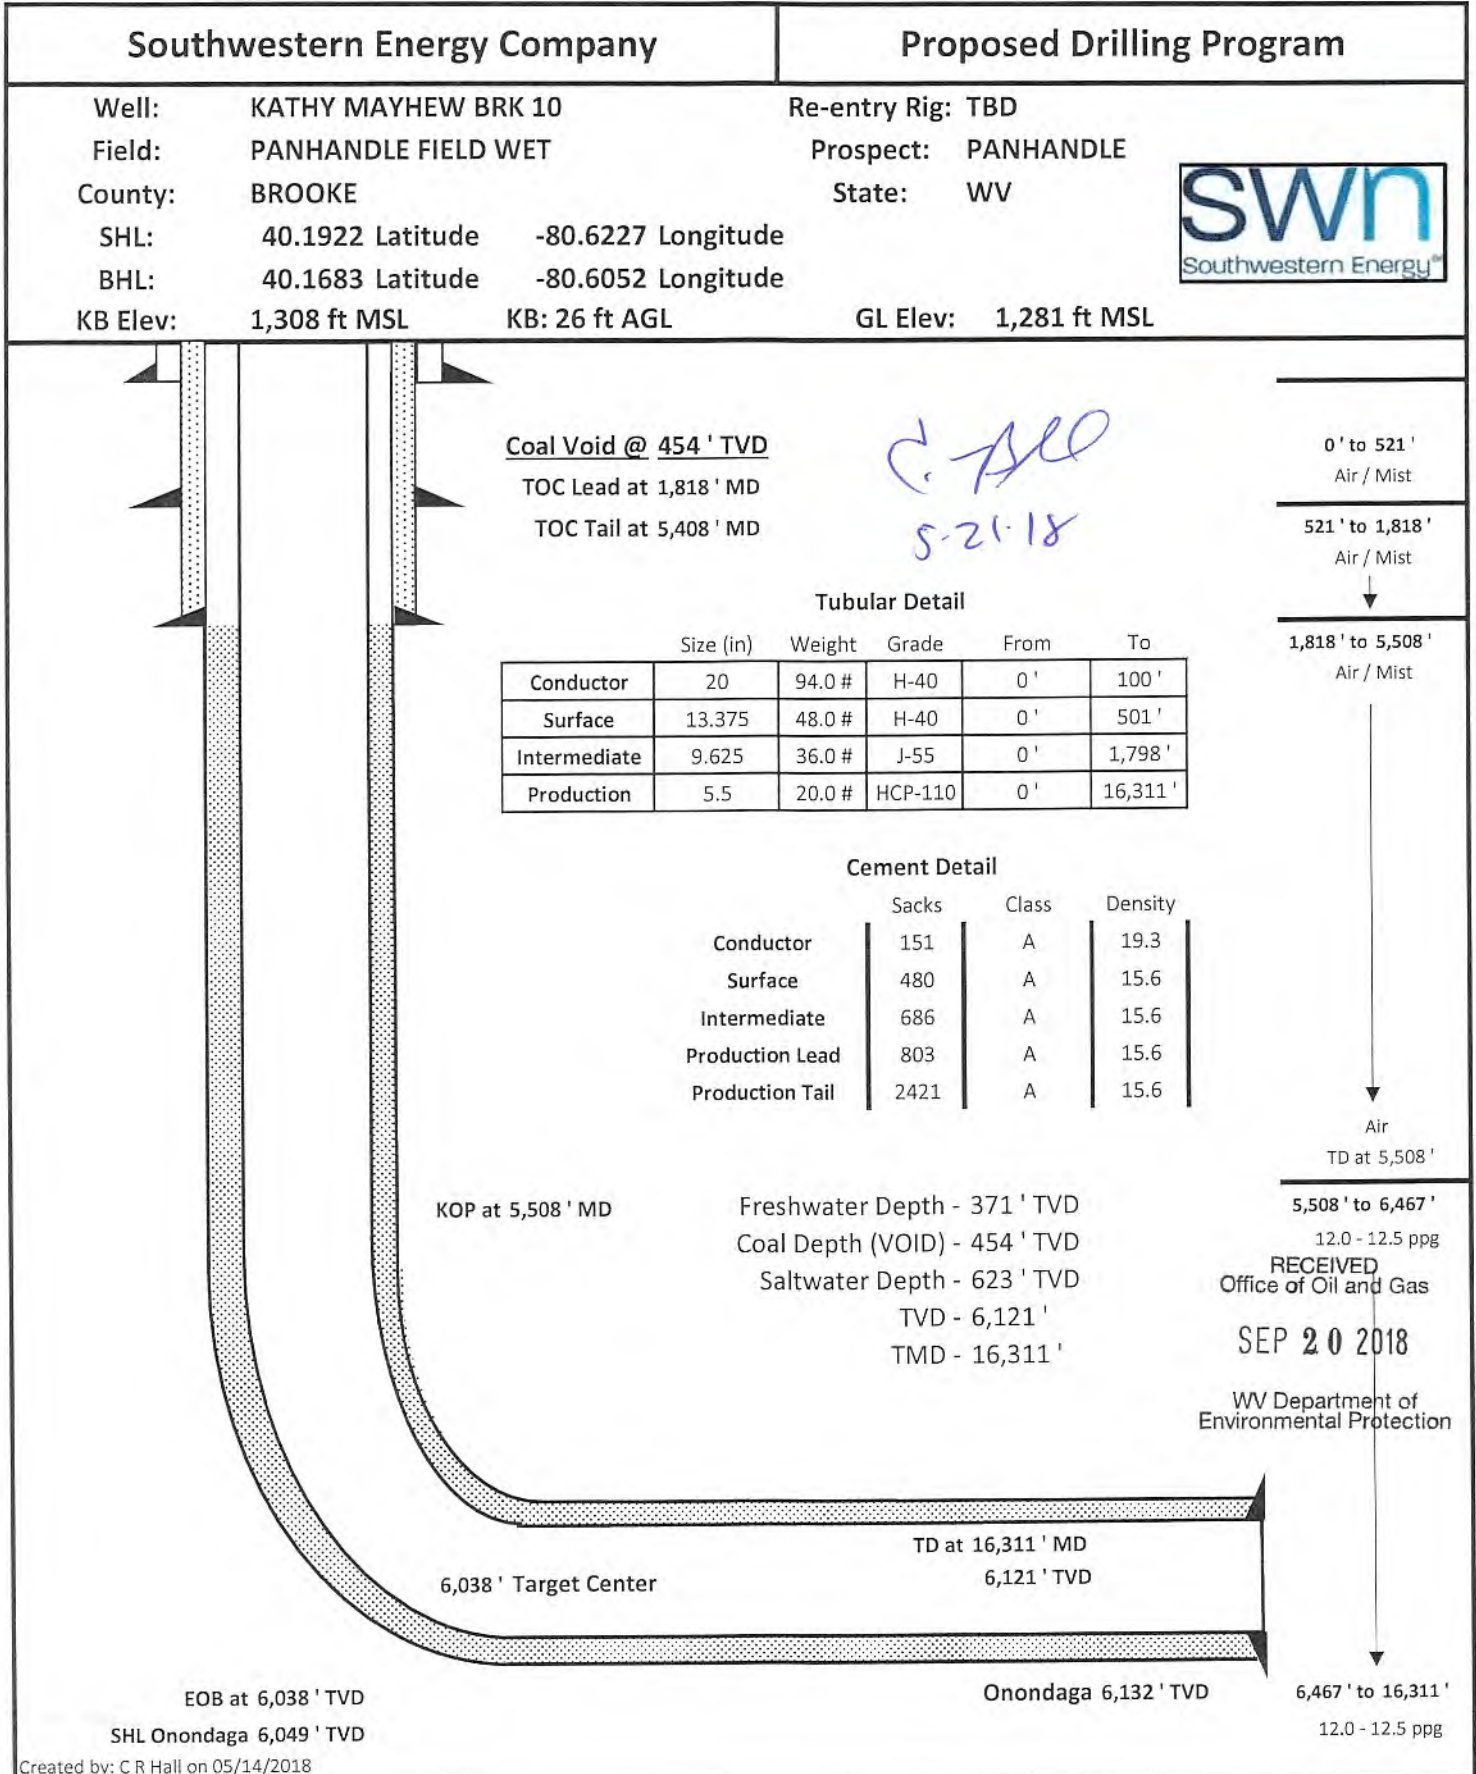 Southwestern Energy Company Proposed Drilling Program
Well: KATHY MAYHEW BRK 10 Re-entry Rig: TBD
Field: PANHANDLE FIELD WET Prospect: PANHANDLE
County: BROOKE State: WV
SHL: 40.1922 Latitude -80.6227 Longitude
BHL: 40.1683 Latitude -80.6052 Longitude
KB Elev: 1,308 ft MSL KB: 26 ft AGL GL Elev: 1,281 ft MSL
swn
Southwestern Energy
Coal Void @ 454 ' TVD
TOC Lead at 1,818 ' MD
TOC Tail at 5,408 ' MD
5-21-18
0 ' to 521 '
Air / Mist
521 ' to 1,818 '
Air / Mist
1,818 ' to 5,508 '
Air / Mist
Tubular Detail
Size (in) Weight Grade From To
Conductor 20 94.0 # H-40 0 ' 100 '
Surface 13.375 48.0 # H-40 0 ' 501 '
Intermediate 9.625 36.0 # J-55 0 ' 1,798 '
Production 5.5 20.0 # HCP-110 0 ' 16,311 '
Cement Detail
Sacks Class Density
Conductor 151 A 19.3
Surface 480 A 15.6
Intermediate 686 A 15.6
Production Lead 803 A 15.6
Production Tail 2421 A 15.6
Air
TD at 5,508 '
KOP at 5,508 ' MD
Freshwater Depth - 371 ' TVD
Coal Depth (VOID) - 454 ' TVD
Saltwater Depth - 623 ' TVD
TVD - 6,121 '
TMD - 16,311 '
5,508 ' to 6,467 '
12.0 - 12.5 ppg
RECEIVED
Office of Oil and Gas
SEP 20 2018
WV Department of
Environmental Protection
TD at 16,311 ' MD
6,121 ' TVD
6,038 ' Target Center
EOB at 6,038 ' TVD
SHL Onondaga 6,049 ' TVD
Onondaga 6,132 ' TVD
6,467 ' to 16,311 '
12.0 - 12.5 ppg
Created by: C R Hall on 05/14/2018